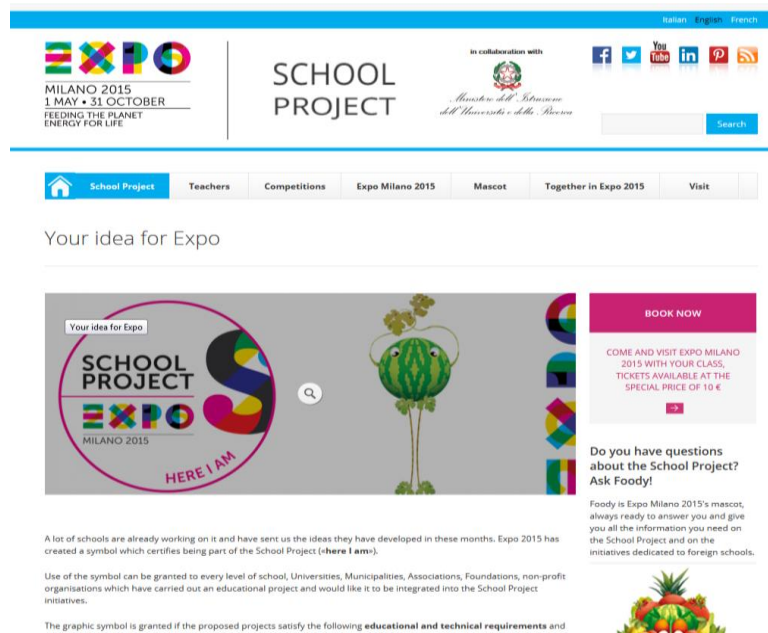 Italian English French
EXPO
MILANO 2015
1 MAY • 31 OCTOBER
FEEDING THE PLANET
ENERGY FOR LIFE
SCHOOL
PROJECT
in collaboration with
Ministero dell'Istruzione
dell'Università e della Ricerca
You
Tube
Search
School Project Teachers Competitions Expo Milano 2015 Mascot Together in Expo 2015 Visit
Your idea for Expo
Your idea for Expo
SCHOOL
PROJECT
EXPO
MILANO 2015
HERE I AM
S
EXPO
BOOK NOW
COME AND VISIT EXPO MILANO
2015 WITH YOUR CLASS,
TICKETS AVAILABLE AT THE
SPECIAL PRICE OF 10 €
Do you have questions
about the School Project?
Ask Foody!
Foody is Expo Milano 2015's mascot,
always ready to answer you and give
you all the information you need on
the School Project and on the
initiatives dedicated to foreign schools.
A lot of schools are already working on it and have sent us the ideas they have developed in these months. Expo 2015 has
created a symbol which certifies being part of the School Project («here I am»).
Use of the symbol can be granted to every level of school, Universities, Municipalities, Associations, Foundations, non-profit
organisations which have carried out an educational project and would like it to be integrated into the School Project
initiatives.
The graphic symbol is granted if the proposed projects satisfy the following educational and technical requirements and